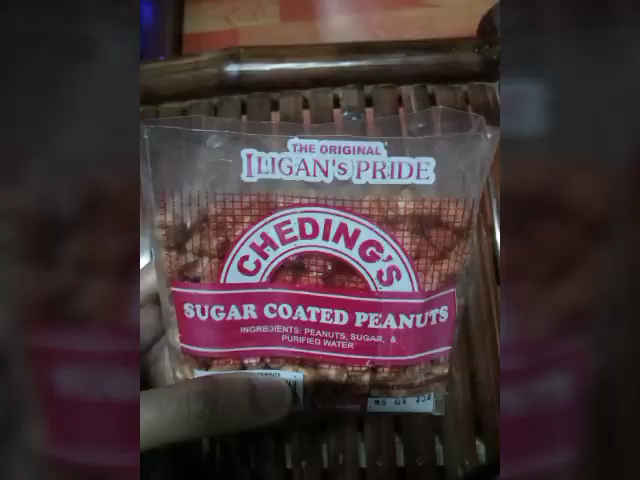 THE ORIGINAL
ILIGAN'S PRIDE
CHEDING'S
SUGAR COATED PEANUTS
INGREDIENTS: PEANUTS, SUGAR, &
PURIFIED WATER